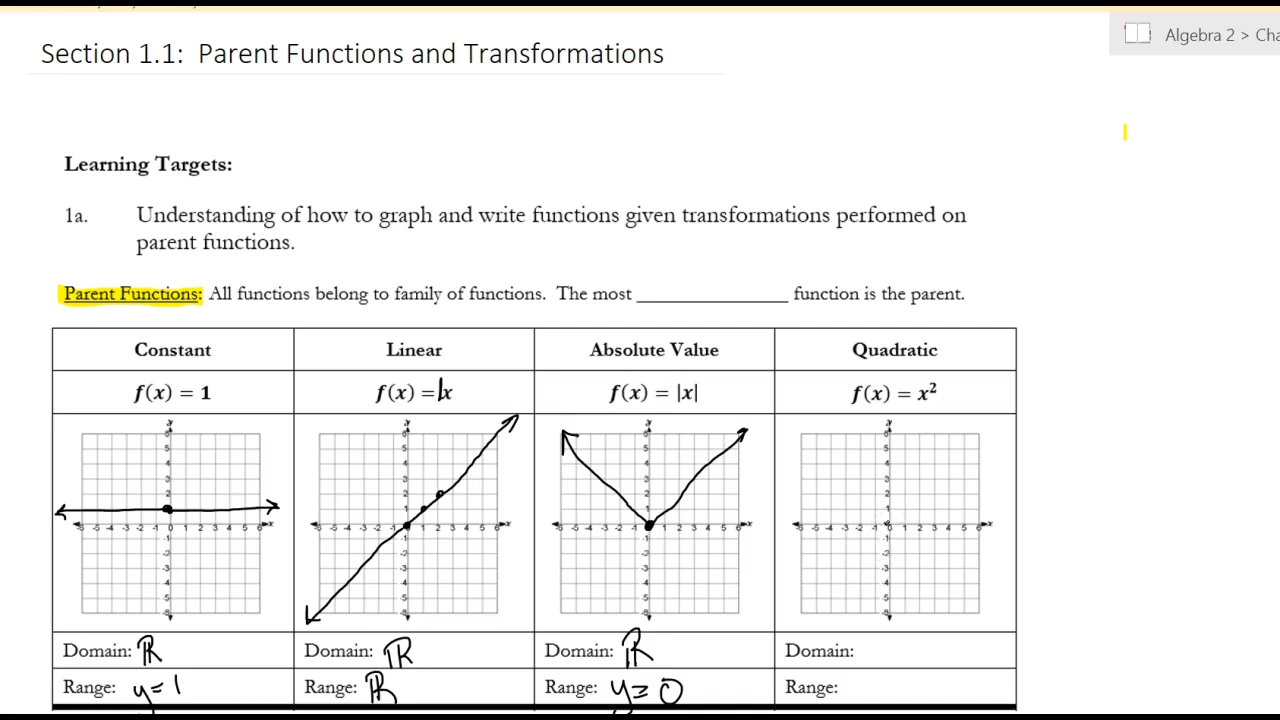 Section 1.1: Parent Functions and Transformations
Algebra 2 > Cha
Learning Targets:
1a. Understanding of how to graph and write functions given transformations performed on
parent functions.
Parent Functions: All functions belong to family of functions. The most ______________ function is the parent.
Constant Linear Absolute Value Quadratic
f(x) = 1 f(x) = 1x f(x) = |x| f(x) = x²
Domain: ℝ Domain: ℝ Domain: ℝ Domain:
Range: y = 1 Range: ℝ Range: y ≥ 0 Range: